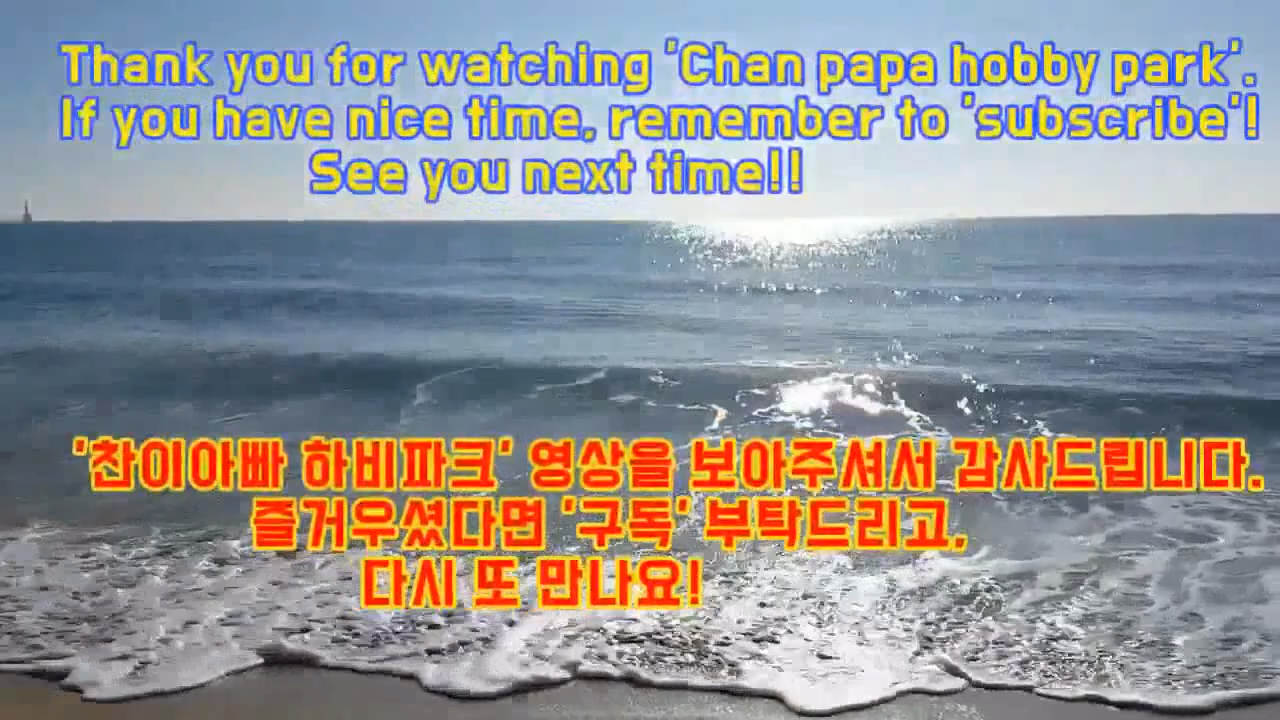 Thank you for watching 'Chan papa hobby park'.
If you have nice time, remember to 'subscribe'!
See you next time!!
'찬이아빠 하비파크' 영상을 보아주셔서 감사드립니다.
즐거우셨다면 '구독' 부탁드리고,
다시 또 만나요!